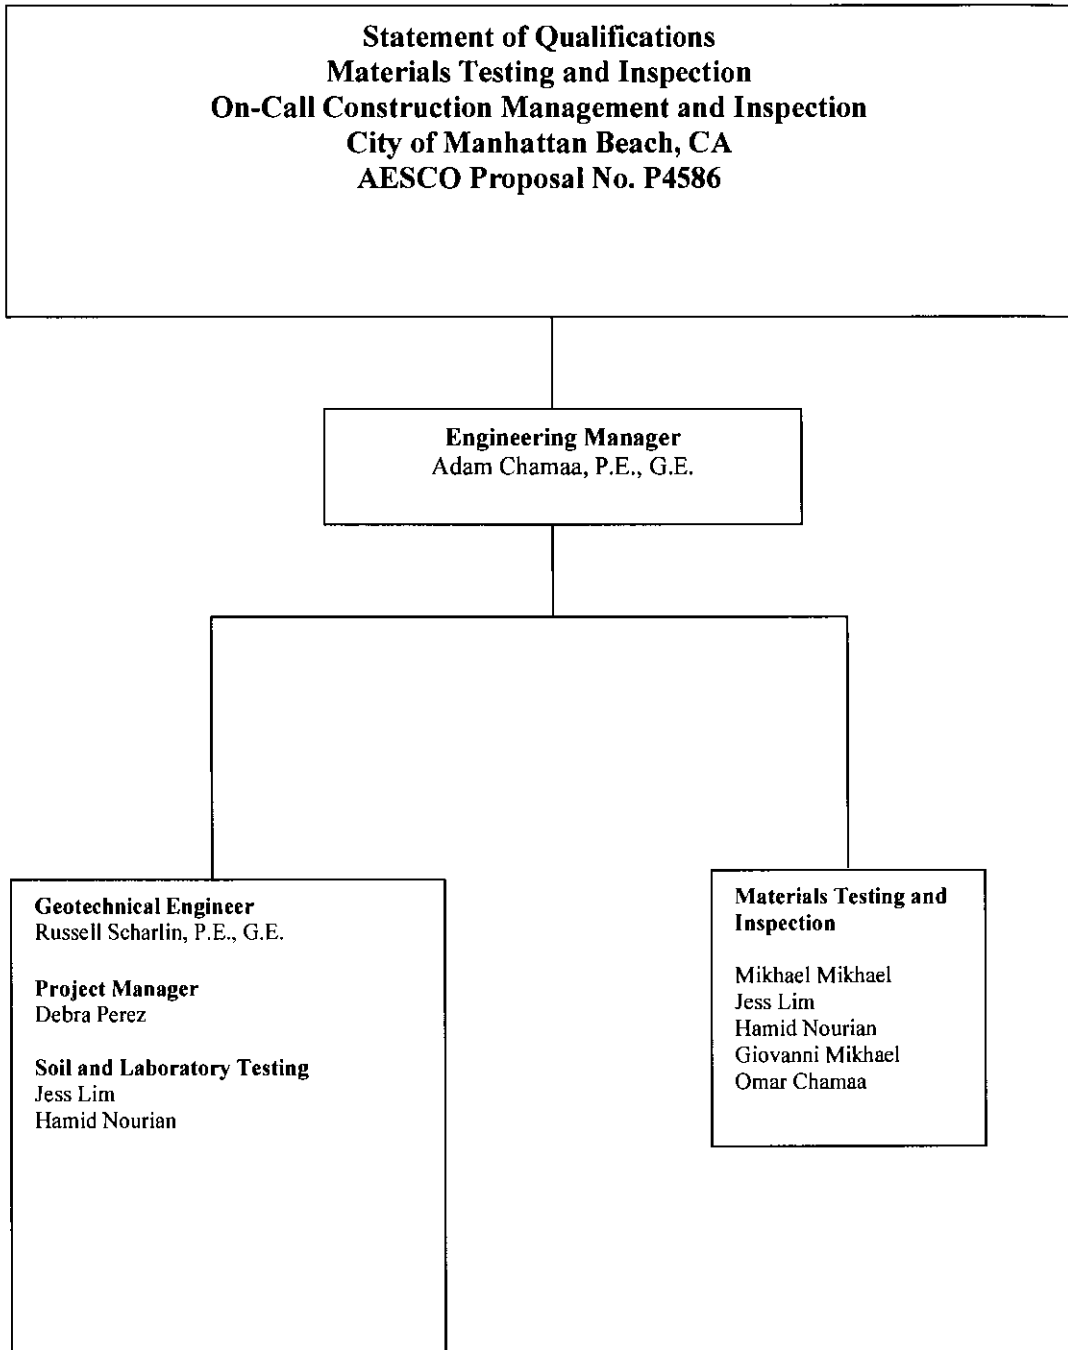 Statement of Qualifications
Materials Testing and Inspection
On-Call Construction Management and Inspection
City of Manhattan Beach, CA
AESCO Proposal No. P4586
Engineering Manager
Adam Chamaa, P.E., G.E.
Geotechnical Engineer
Russell Scharlin, P.E., G.E.
Project Manager
Debra Perez
Soil and Laboratory Testing
Jess Lim
Hamid Nourian
Materials Testing and
Inspection
Mikhael Mikhael
Jess Lim
Hamid Nourian
Giovanni Mikhael
Omar Chamaa